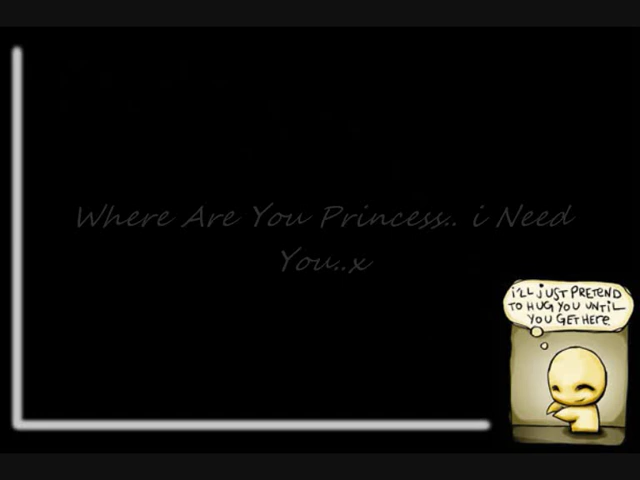 Where Are You Princess.. i Need
You..x
i'LL jUST PRETEND
TO HUG YOU UNTiL
YOU GET HERE